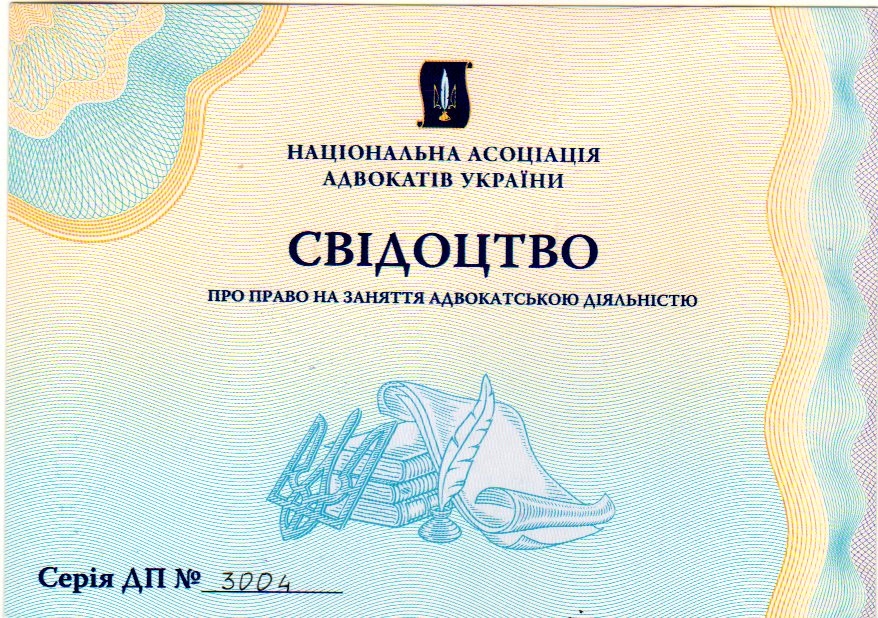 НАЦІОНАЛЬНА АСОЦІАЦІЯ
АДВОКАТІВ УКРАЇНИ
СВІДОЦТВО
ПРО ПРАВО НА ЗАНЯТТЯ АДВОКАТСЬКОЮ ДІЯЛЬНІСТЮ
Серія ДП № 3004